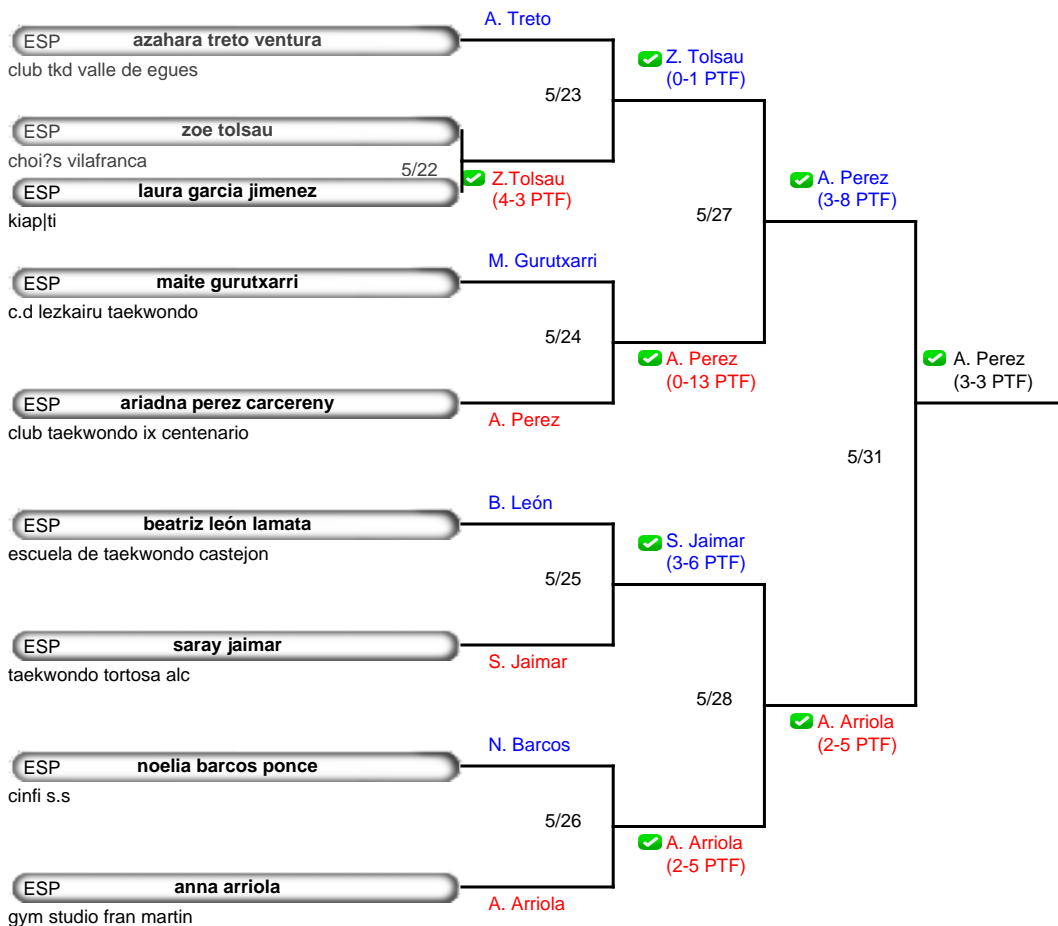 A. Treto
ESP azahara treto ventura
club tkd valle de egues
Z. Tolsau
(0-1 PTF)
5/23
ESP zoe tolsau
choi?s vilafranca
5/22
ESP laura garcia jimenez
kiap|ti
Z.Tolsau
(4-3 PTF)
A. Perez
(3-8 PTF)
5/27
M. Gurutxarri
ESP maite gurutxarri
c.d lezkairu taekwondo
5/24
A. Perez
(0-13 PTF)
A. Perez
(3-3 PTF)
ESP ariadna perez carcereny
club taekwondo ix centenario
A. Perez
5/31
B. León
ESP beatriz león lamata
escuela de taekwondo castejon
S. Jaimar
(3-6 PTF)
5/25
ESP saray jaimar
taekwondo tortosa alc
S. Jaimar
5/28
A. Arriola
(2-5 PTF)
N. Barcos
ESP noelia barcos ponce
cinfi s.s
5/26
A. Arriola
(2-5 PTF)
ESP anna arriola
gym studio fran martin
A. Arriola